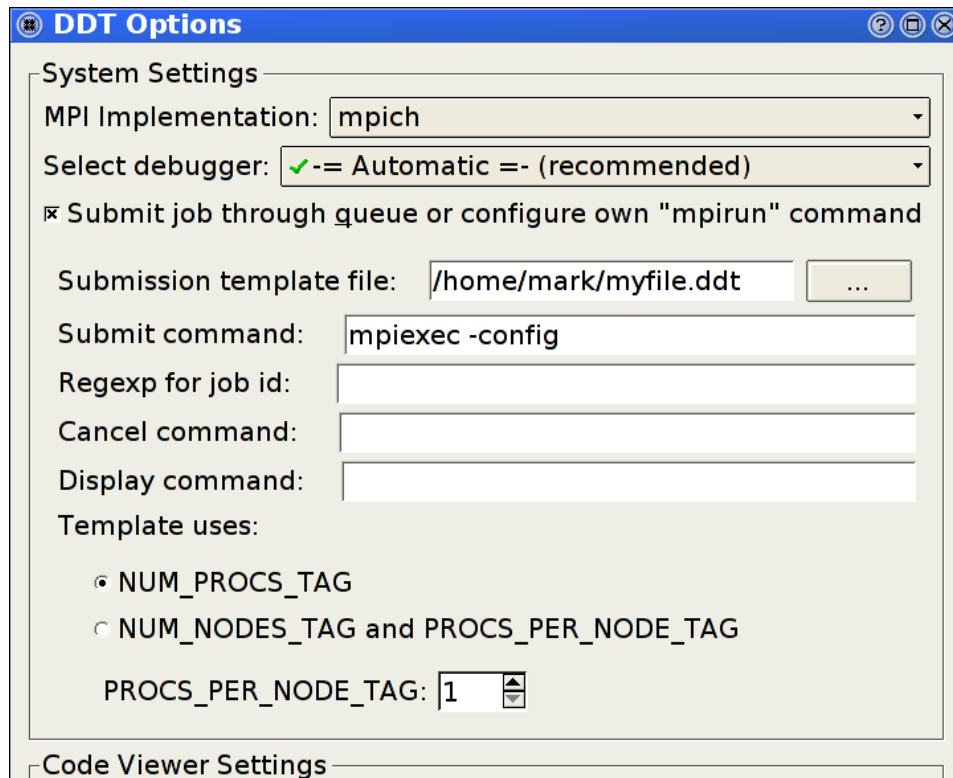 DDT Options
System Settings
MPI Implementation: mpich
Select debugger: -= Automatic =- (recommended)
Submit job through queue or configure own "mpirun" command
Submission template file: /home/mark/myfile.ddt ...
Submit command: mpiexec -config
Regexp for job id:
Cancel command:
Display command:
Template uses:
NUM_PROCS_TAG
NUM_NODES_TAG and PROCS_PER_NODE_TAG
PROCS_PER_NODE_TAG: 1
Code Viewer Settings